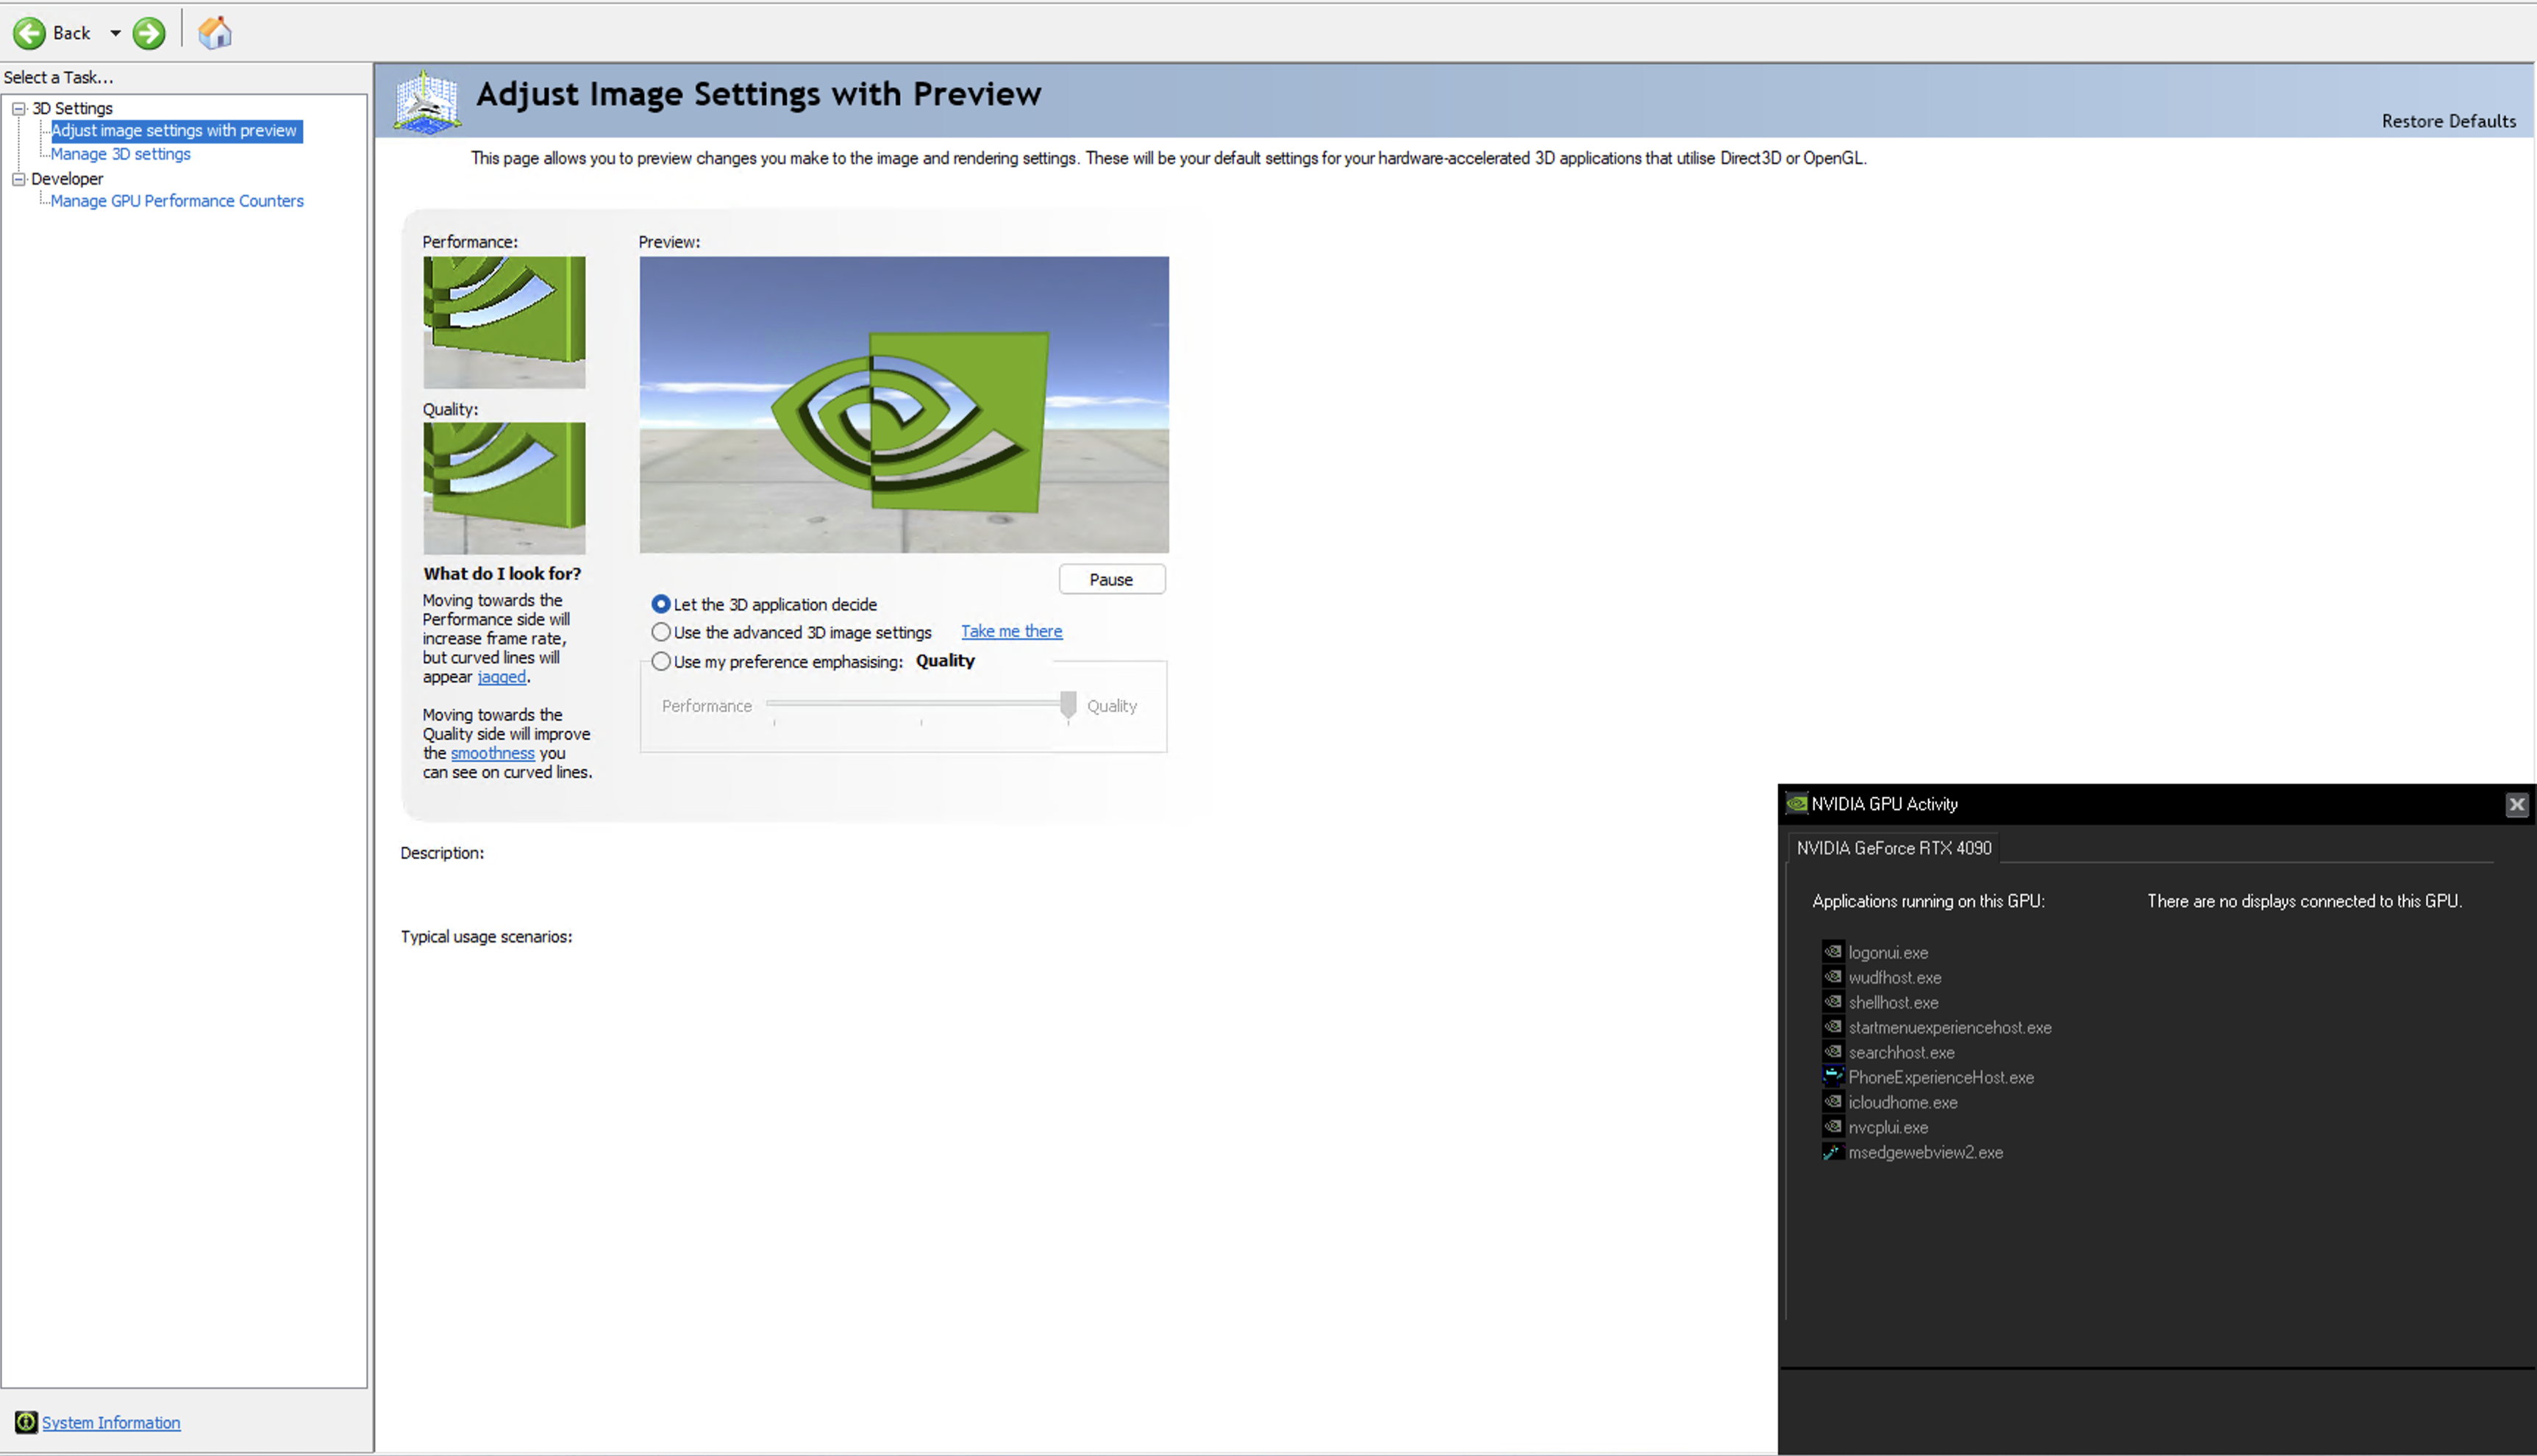 Back
Select a Task...
3D Settings
Adjust image settings with preview
Manage 3D settings
Developer
Manage GPU Performance Counters
System Information
Adjust Image Settings with Preview
Restore Defaults
This page allows you to preview changes you make to the image and rendering settings. These will be your default settings for your hardware-accelerated 3D applications that utilise Direct3D or OpenGL.
Performance:
Quality:
What do I look for?
Moving towards the
Performance side will
increase frame rate,
but curved lines will
appear jagged.
Moving towards the
Quality side will improve
the smoothness you
can see on curved lines.
Preview:
Pause
Let the 3D application decide
Use the advanced 3D image settings Take me there
Use my preference emphasising: Quality
Performance Quality
Description:
Typical usage scenarios:
NVIDIA GPU Activity
NVIDIA GeForce RTX 4090
Applications running on this GPU: There are no displays connected to this GPU.
logonui.exe
wudfhost.exe
shellhost.exe
startmenuexperiencehost.exe
searchhost.exe
PhoneExperienceHost.exe
icloudhome.exe
nvcplui.exe
msedgewebview2.exe